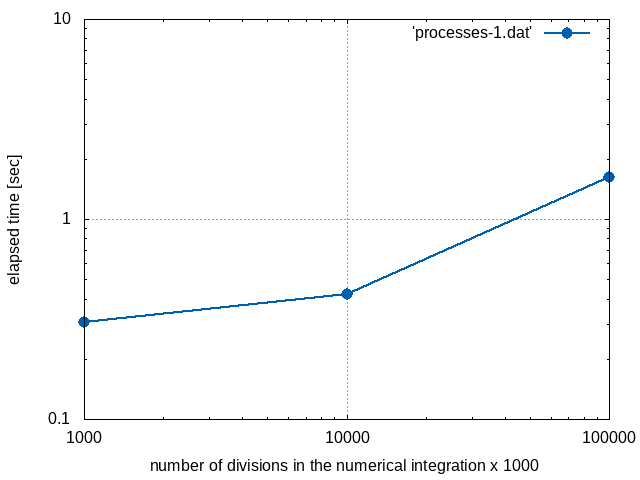 10
'processes-1.dat'
elapsed time [sec]
1
0.1
1000
10000
100000
number of divisions in the numerical integration x 1000